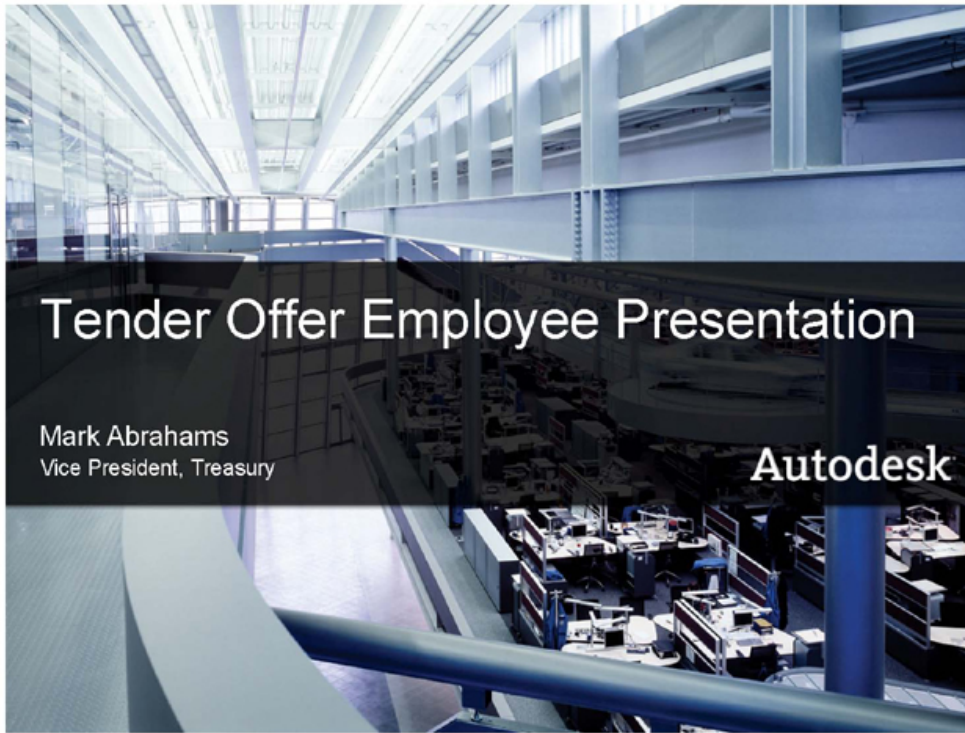 Tender Offer Employee Presentation
Mark Abrahams
Vice President, Treasury
Autodesk